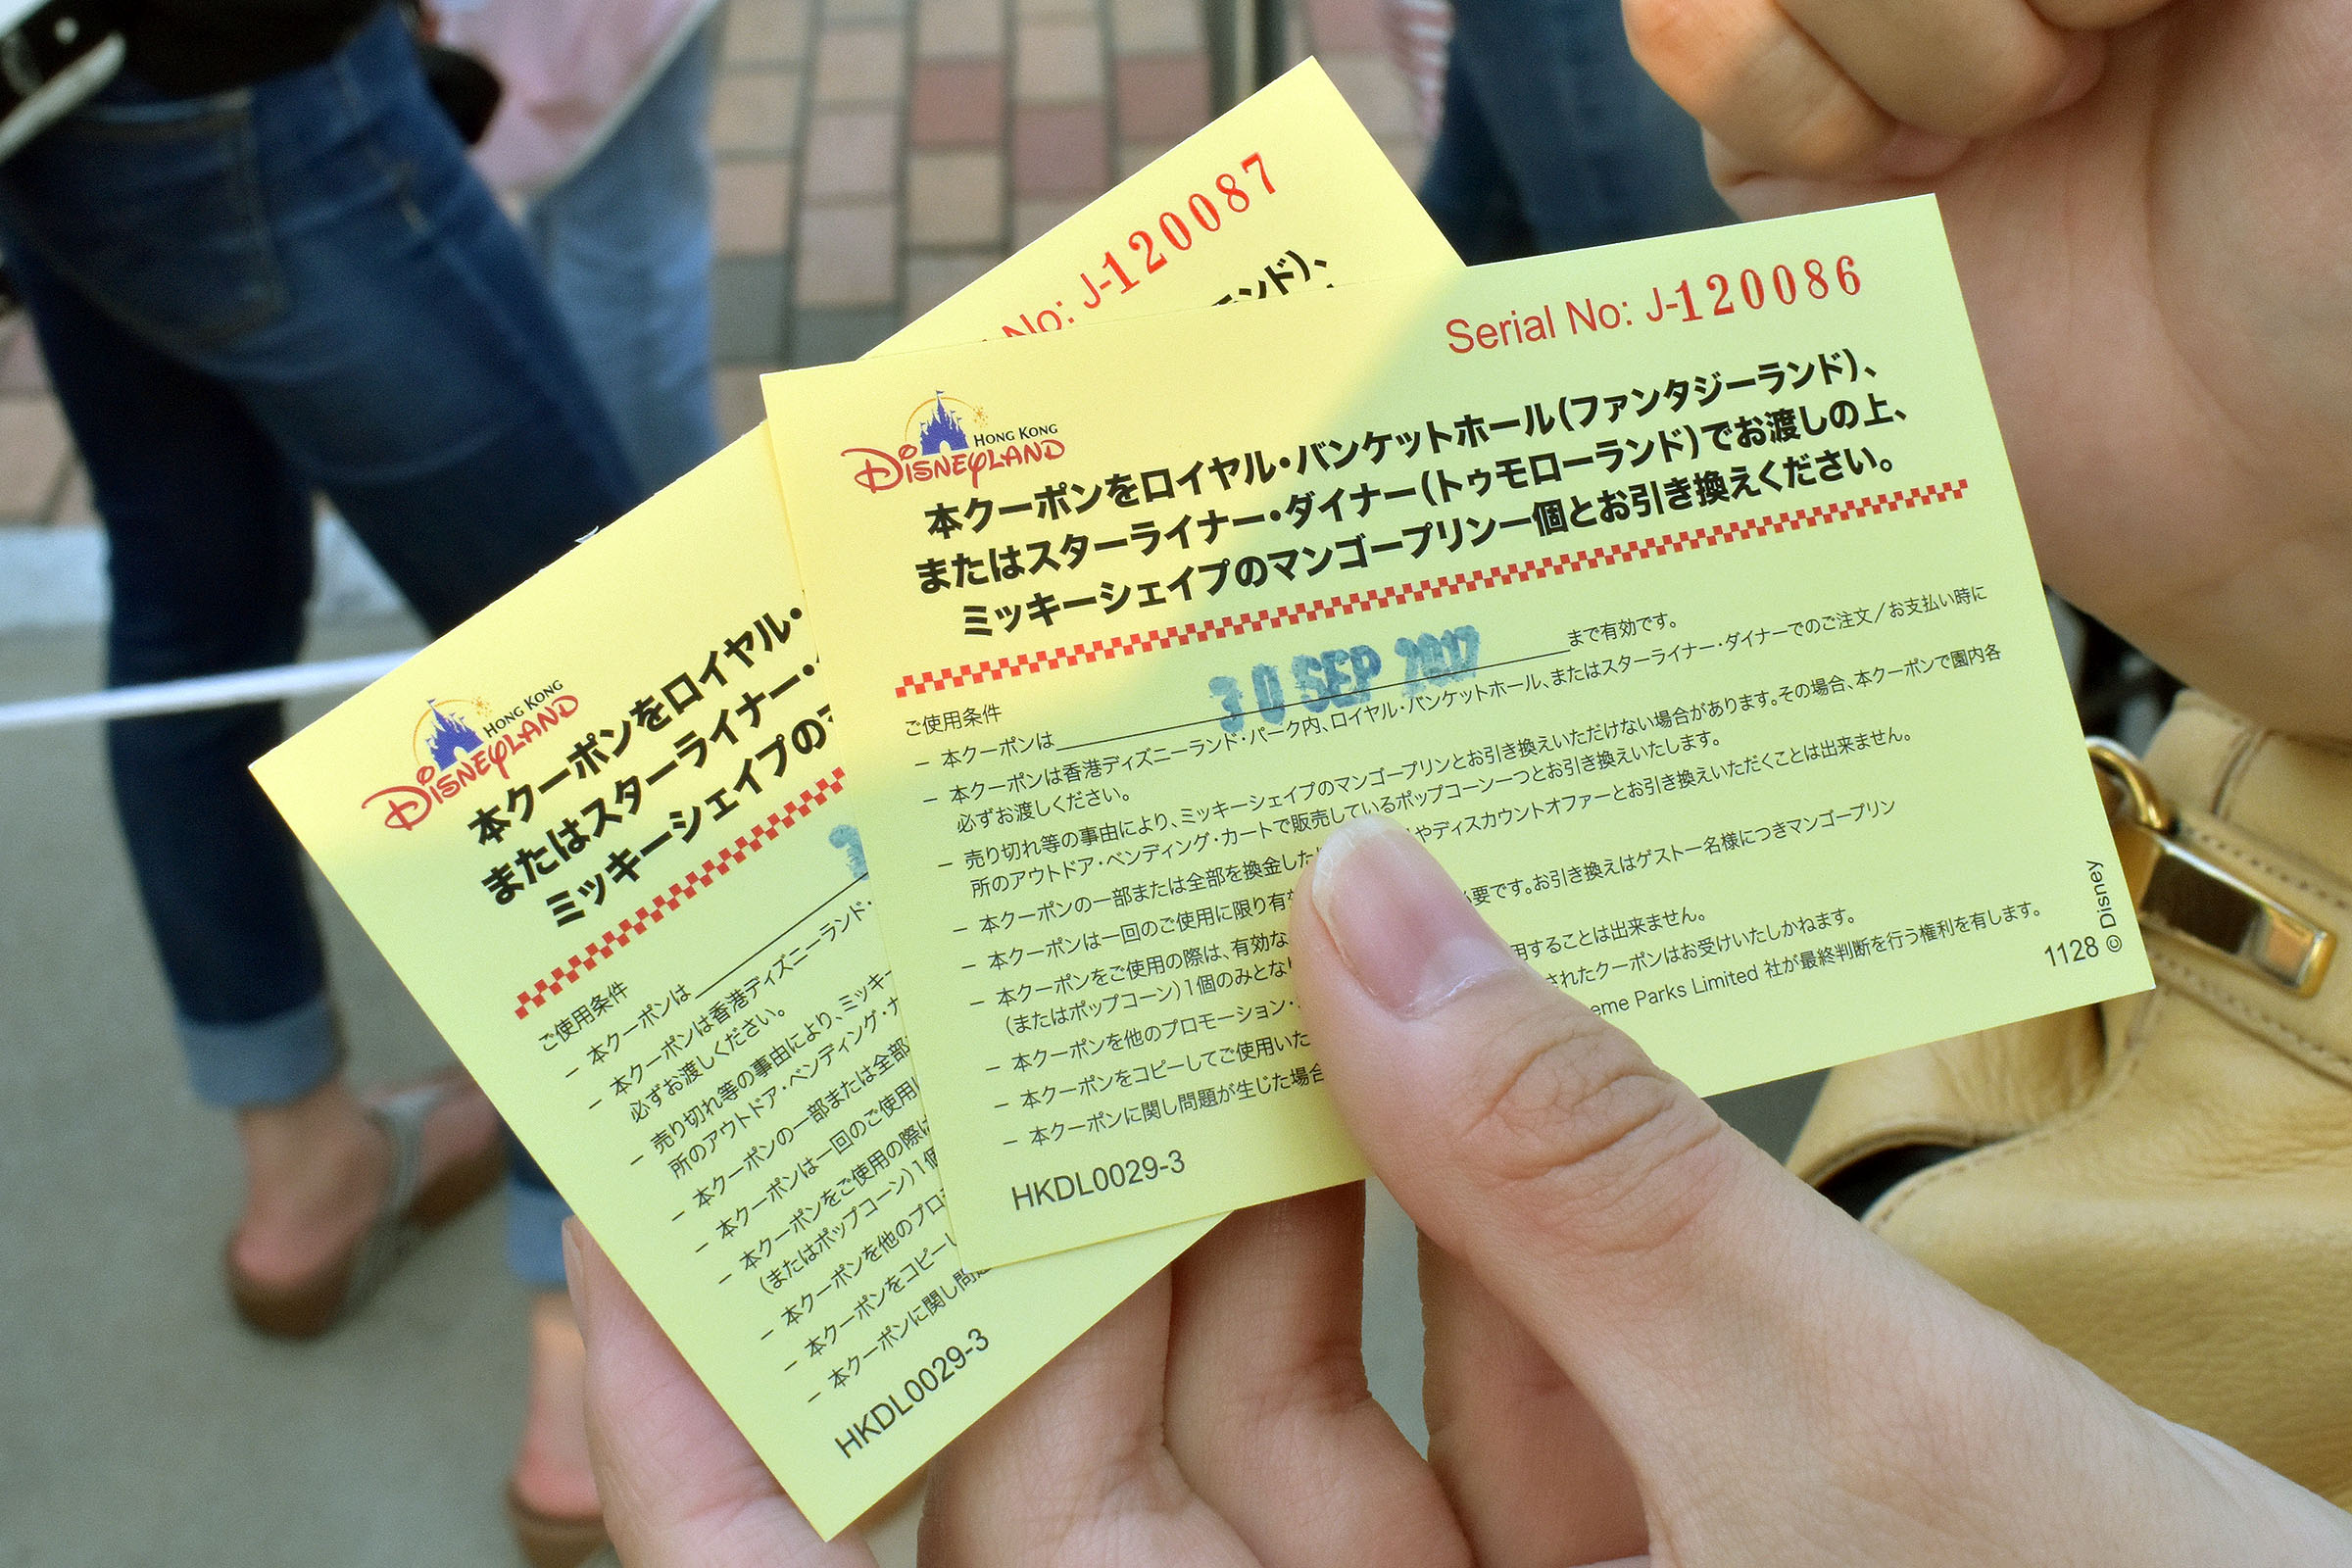 No: J-120087
ンド)、
HONG KONG
DISNEYLAND
本クーポンをロイヤル・
またはスターライナー・
ミッキーシェイプの
ご使用条件
– 本クーポンは
– 本クーポンは香港ディズニーランド・
必ずお渡しください。
– 売り切れ等の事由により、ミッキー
所のアウトドア・ベンディング・
– 本クーポンの一部または全部
– 本クーポンは一回のご使用
– 本クーポンをご使用の際は
(またはポップコーン)1個
– 本クーポンを他のプロ
– 本クーポンをコピー
– 本クーポンに関し問
HKDL0029-3
Serial No: J-120086
HONG KONG
DISNEYLAND
本クーポンをロイヤル・バンケットホール(ファンタジーランド)、
またはスターライナー・ダイナー(トゥモローランド)でお渡しの上、
ミッキーシェイプのマンゴープリン一個とお引き換えください。
ご使用条件
– 本クーポンは 30 SEP 2017 まで有効です。
– 本クーポンは香港ディズニーランド・パーク内、ロイヤル・バンケットホール、またはスターライナー・ダイナーでのご注文/お支払い時に
必ずお渡しください。
– 売り切れ等の事由により、ミッキーシェイプのマンゴープリンとお引き換えいただけない場合があります。その場合、本クーポンで園内各
所のアウトドア・ベンディング・カートで販売しているポップコーン一つとお引き換えいたします。
– 本クーポンの一部または全部を換金した やディスカウントオファーとお引き換えいただくことは出来ません。
– 本クーポンは一回のご使用に限り有
– 本クーポンをご使用の際は、有効な 要です。お引き換えはゲスト一名様につきマンゴープリン
(またはポップコーン)1個のみとな
– 本クーポンを他のプロモーション・ 用することは出来ません。
– 本クーポンをコピーしてご使用いた されたクーポンはお受けいたしかねます。
– 本クーポンに関し問題が生じた場合 eme Parks Limited 社が最終判断を行う権利を有します。
HKDL0029-3
1128 © Disney